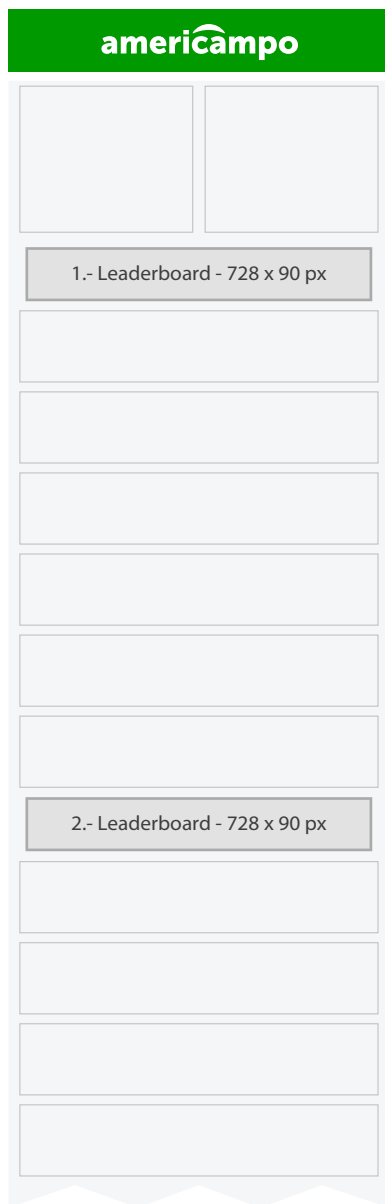 americampo
1.- Leaderboard - 728 x 90 px
2.- Leaderboard - 728 x 90 px